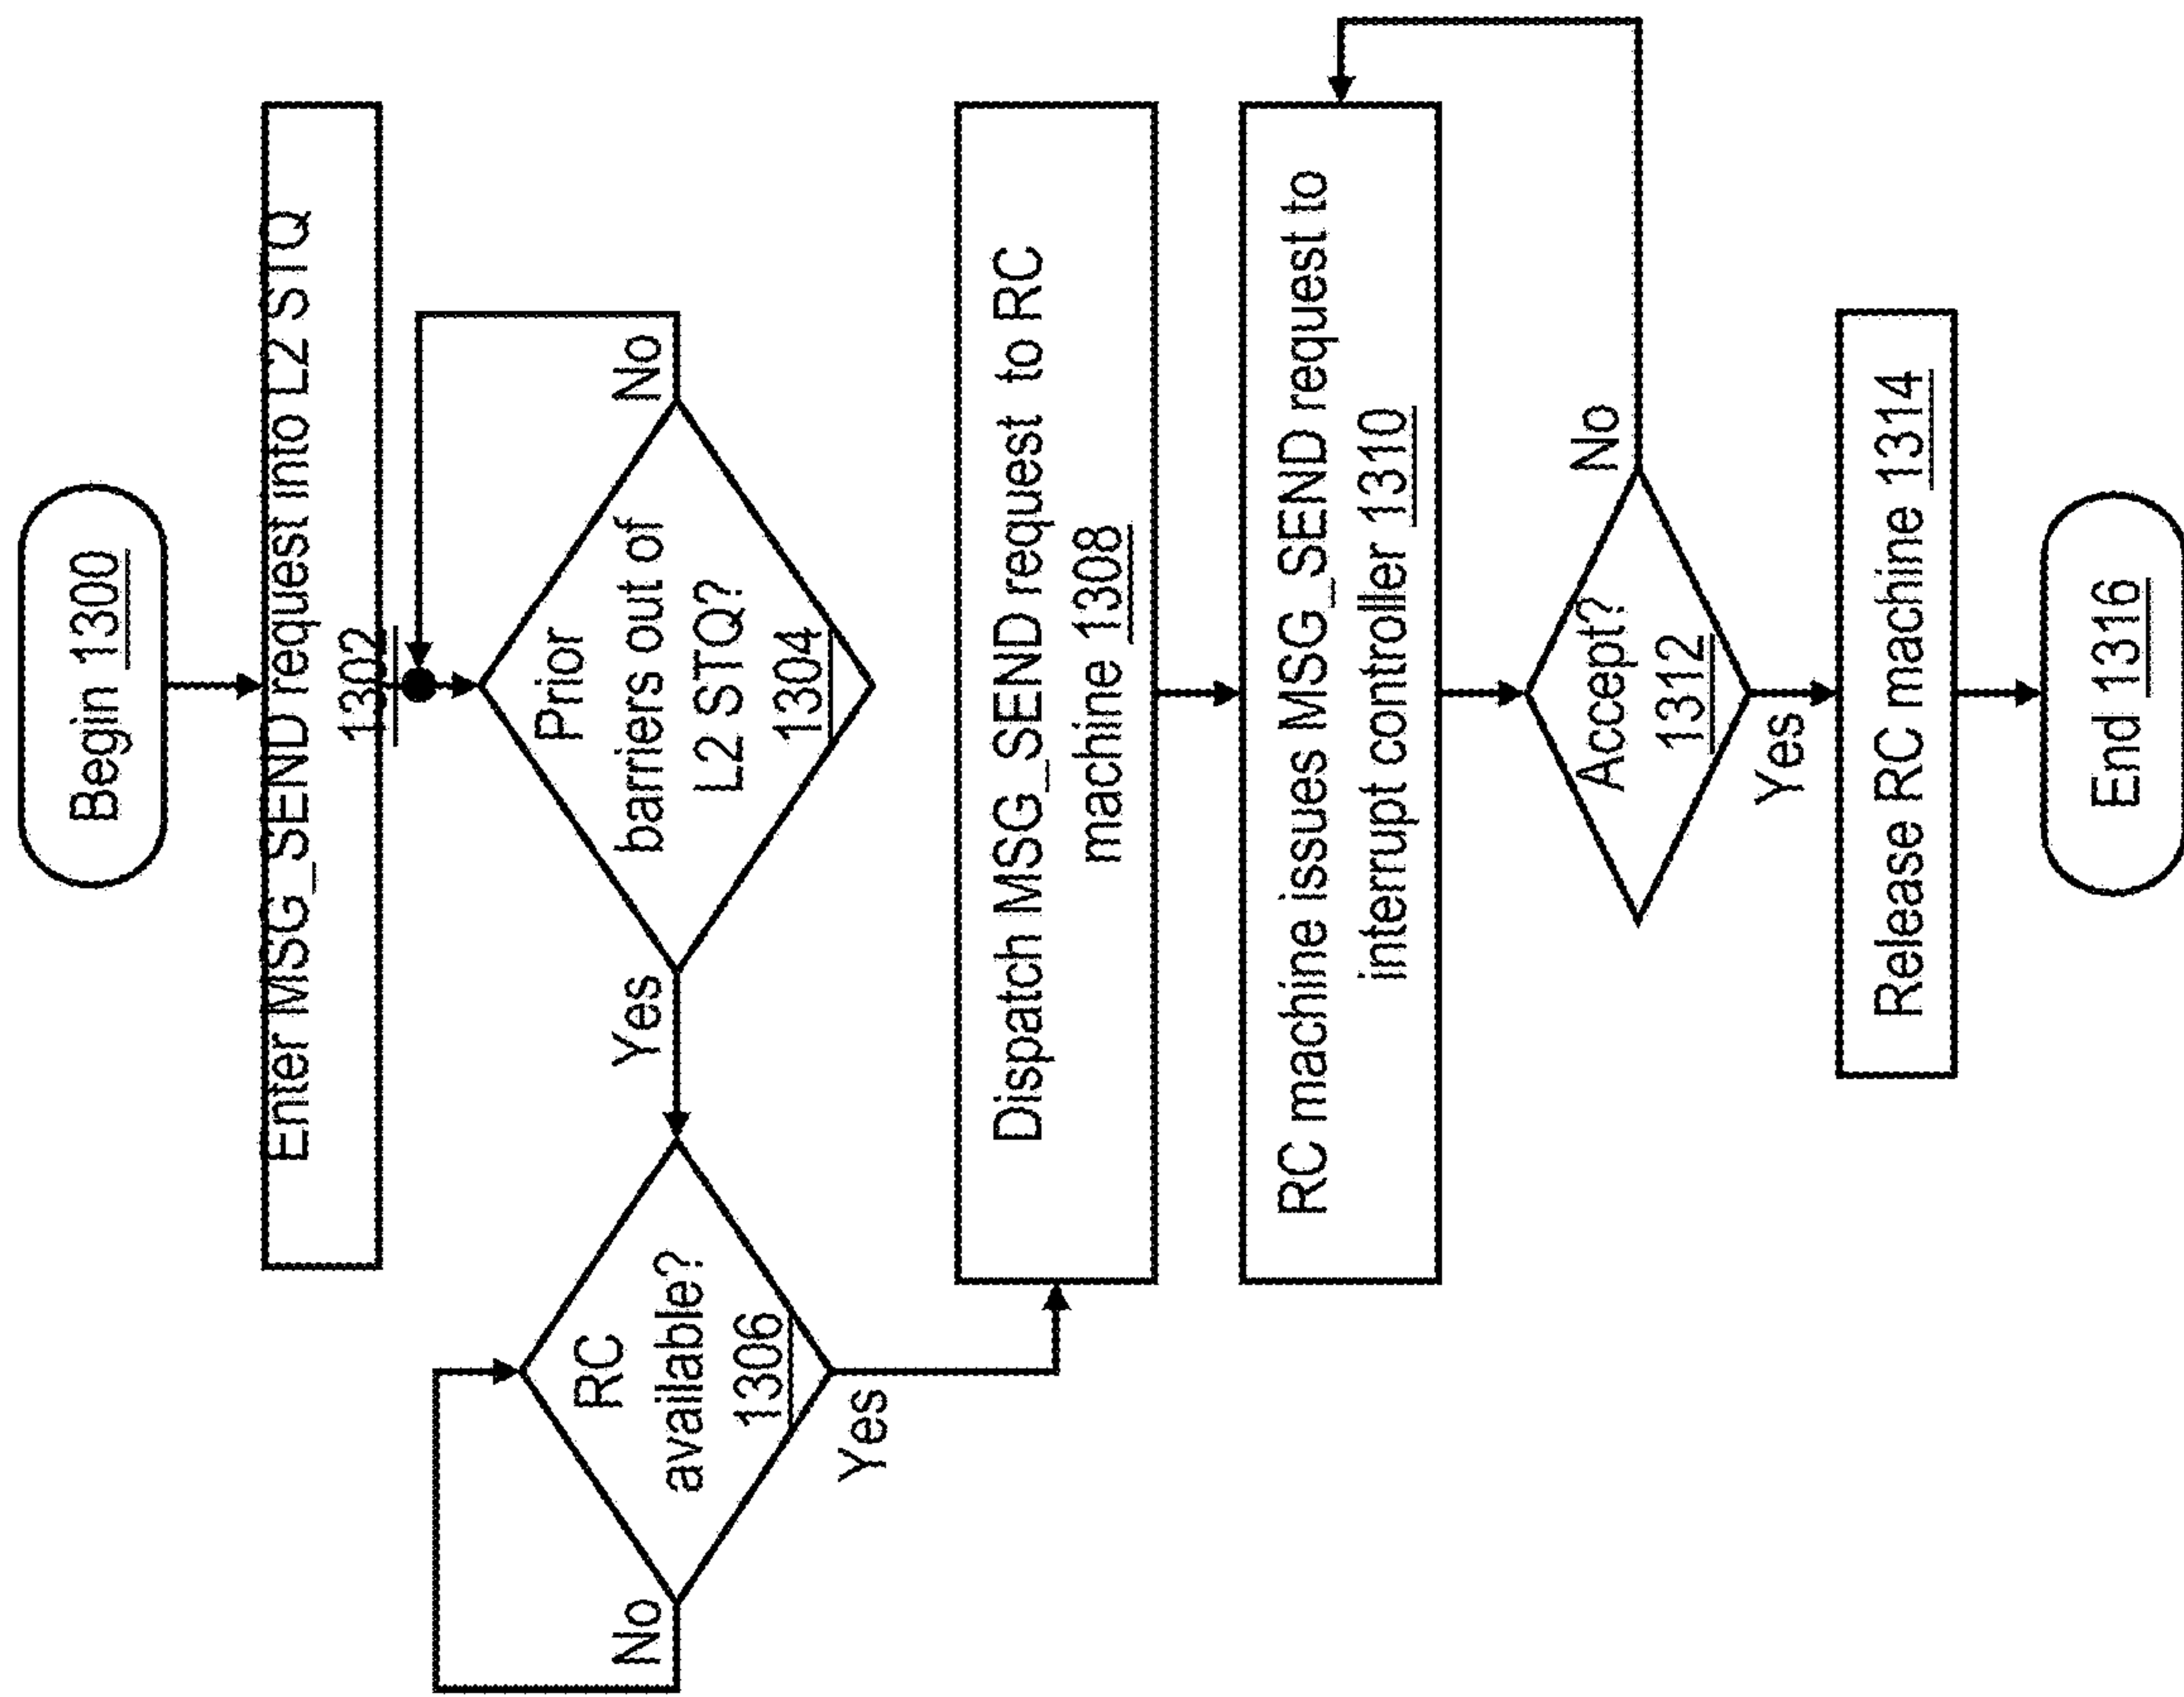 Begin 1300
Enter MSG_SEND request into L2 STQ
1302
Prior
barriers out of
L2 STQ?
1304
No
Yes
RC
available?
1306
No
Yes
Dispatch MSG_SEND request to RC
machine 1308
RC machine issues MSG_SEND request to
interrupt controller 1310
Accept?
1312
No
Yes
Release RC machine 1314
End 1316